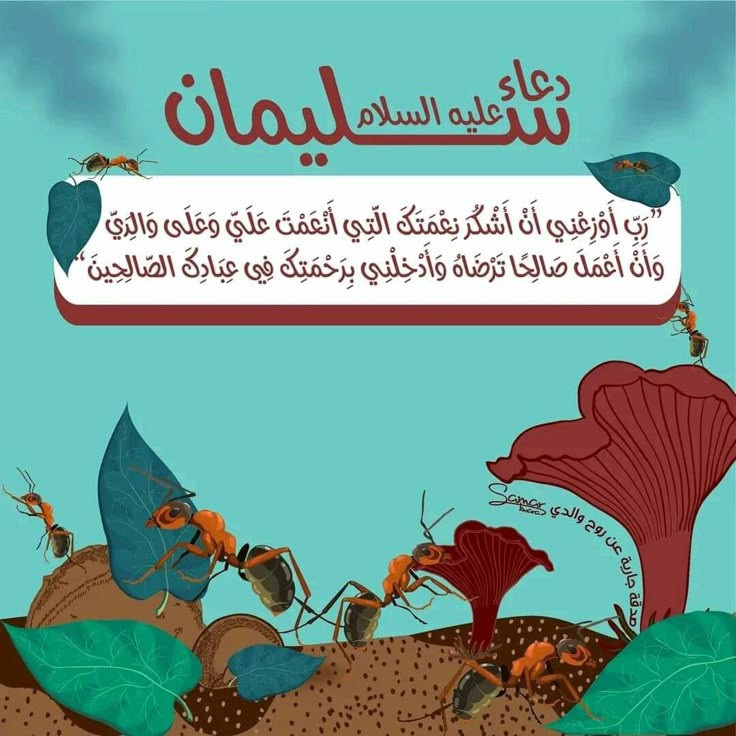 دعاء سليمان عليه السلام
”رَبِّ أَوْزِعْنِي أَنْ أَشْكُرَ نِعْمَتَكَ الَّتِي أَنْعَمْتَ عَلَيَّ وَعَلَى وَالِدَيَّ
وَأَنْ أَعْمَلَ صَالِحًا تَرْضَاهُ وَأَدْخِلْنِي بِرَحْمَتِكَ فِي عِبَادِكَ الصَّالِحِينَ“
Samar
صدقة جارية عن روح والدي